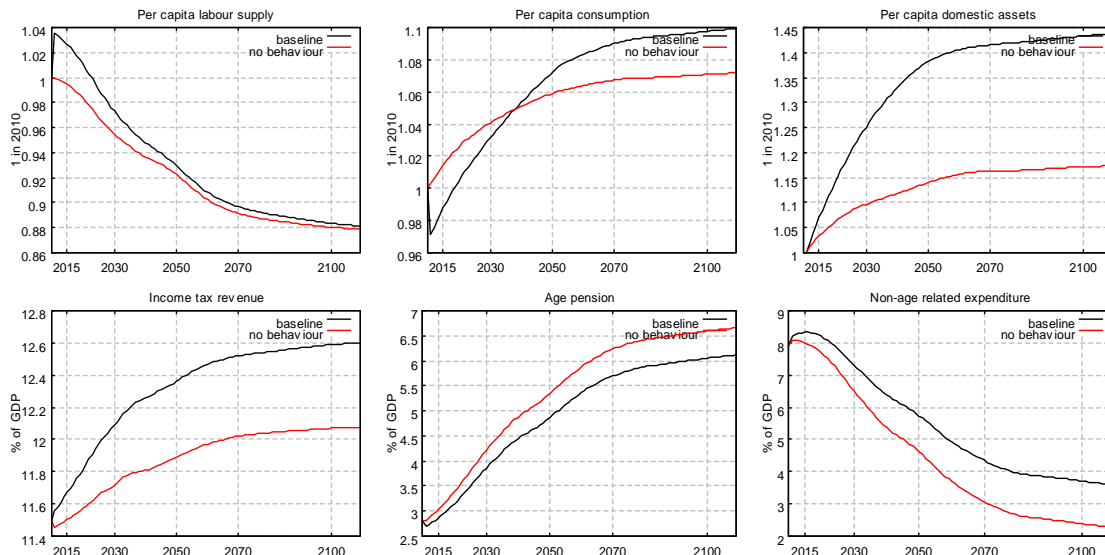 Per capita labour supply
1.04
1.02
1
0.98
0.96
0.94
0.92
0.9
0.88
0.86
1 in 2010
baseline
no behaviour
2015 2030 2050 2070 2100
Per capita consumption
1.1
1.08
1.06
1.04
1.02
1
0.98
0.96
1 in 2010
baseline
no behaviour
2015 2030 2050 2070 2100
Per capita domestic assets
1.45
1.4
1.35
1.3
1.25
1.2
1.15
1.1
1.05
1
1 in 2010
baseline
no behaviour
2015 2030 2050 2070 2100
Income tax revenue
12.8
12.6
12.4
12.2
12
11.8
11.6
11.4
% of GDP
baseline
no behaviour
2015 2030 2050 2070 2100
Age pension
7
6.5
6
5.5
5
4.5
4
3.5
3
2.5
% of GDP
baseline
no behaviour
2015 2030 2050 2070 2100
Non-age related expenditure
9
8
7
6
5
4
3
2
% of GDP
baseline
no behaviour
2015 2030 2050 2070 2100